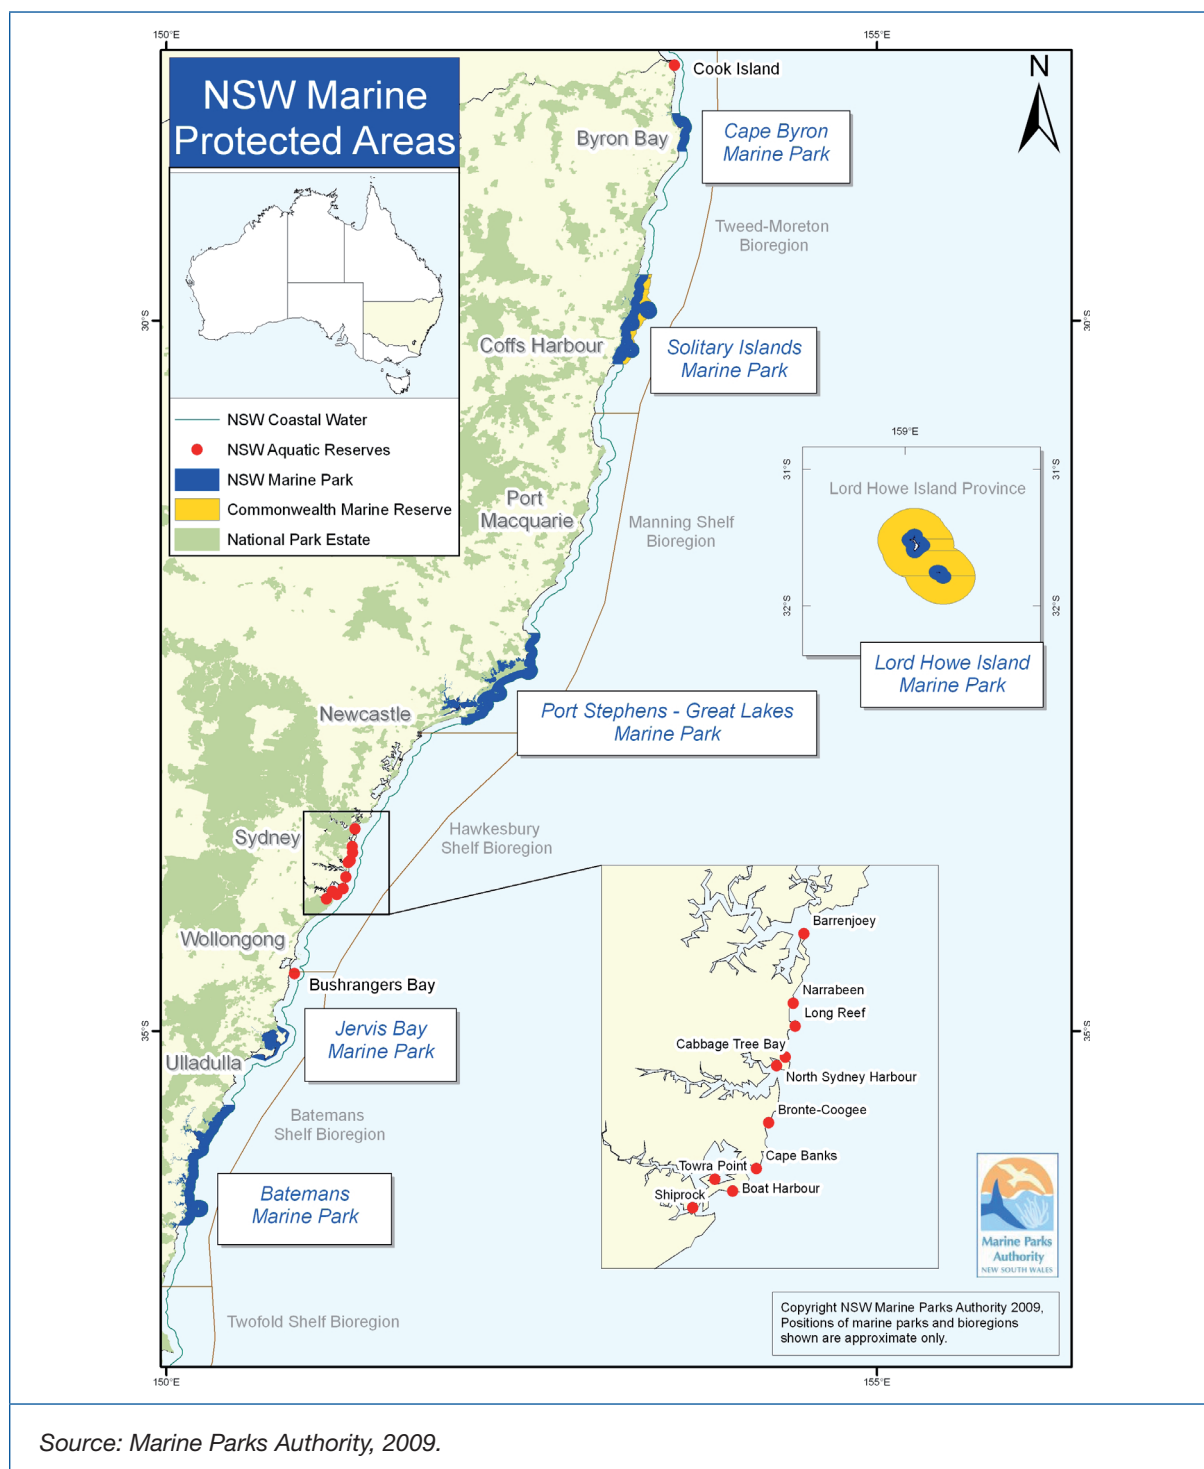 150°E
155°E
NSW Marine
Protected Areas
Cook Island
N
Byron Bay
Cape Byron
Marine Park
Tweed-Moreton
Bioregion
30°S
30°S
Coffs Harbour
Solitary Islands
Marine Park
NSW Coastal Water
NSW Aquatic Reserves
NSW Marine Park
Commonwealth Marine Reserve
National Park Estate
159°E
31°S
31°S
Lord Howe Island Province
32°S
32°S
Lord Howe Island
Marine Park
Port
Macquarie
Manning Shelf
Bioregion
Newcastle
Port Stephens - Great Lakes
Marine Park
Sydney
Hawkesbury
Shelf Bioregion
Wollongong
Bushrangers Bay
35°S
35°S
Jervis Bay
Marine Park
Ulladulla
Batemans
Shelf Bioregion
Batemans
Marine Park
Twofold Shelf Bioregion
Barrenjoey
Narrabeen
Long Reef
Cabbage Tree Bay
North Sydney Harbour
Bronte-Coogee
Cape Banks
Towra Point
Boat Harbour
Shiprock
Marine Parks
Authority
NEW SOUTH WALES
Copyright NSW Marine Parks Authority 2009,
Positions of marine parks and bioregions
shown are approximate only.
150°E
155°E
Source: Marine Parks Authority, 2009.